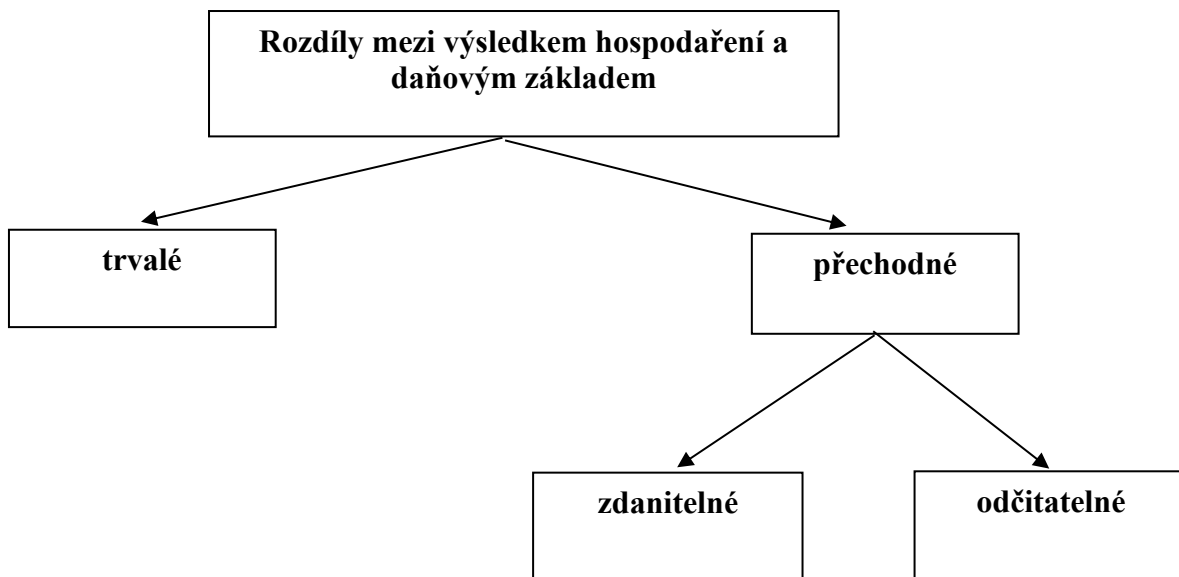 Rozdíly mezi výsledkem hospodaření a
daňovým základem
trvalé
přechodné
zdanitelné
odčitatelné